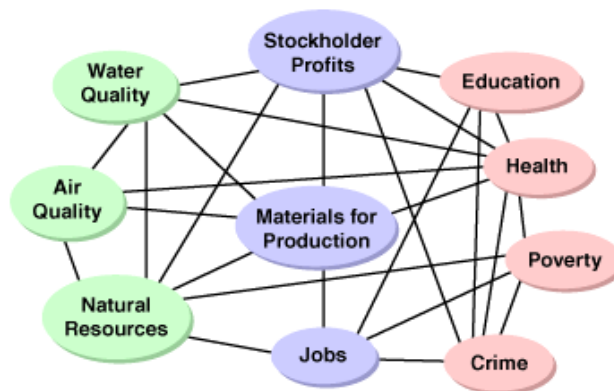 Stockholder
Profits
Water
Quality
Education
Health
Air
Quality
Materials for
Production
Poverty
Natural
Resources
Jobs
Crime